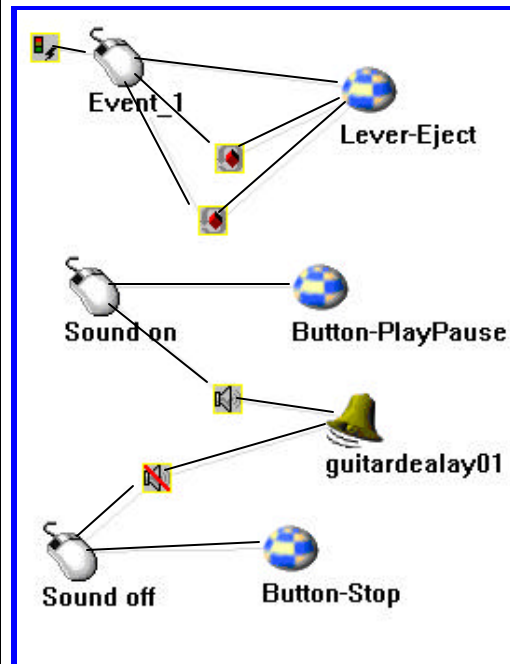 Event_1
Lever-Eject
Sound on
Button-PlayPause
guitardealay01
Sound off
Button-Stop